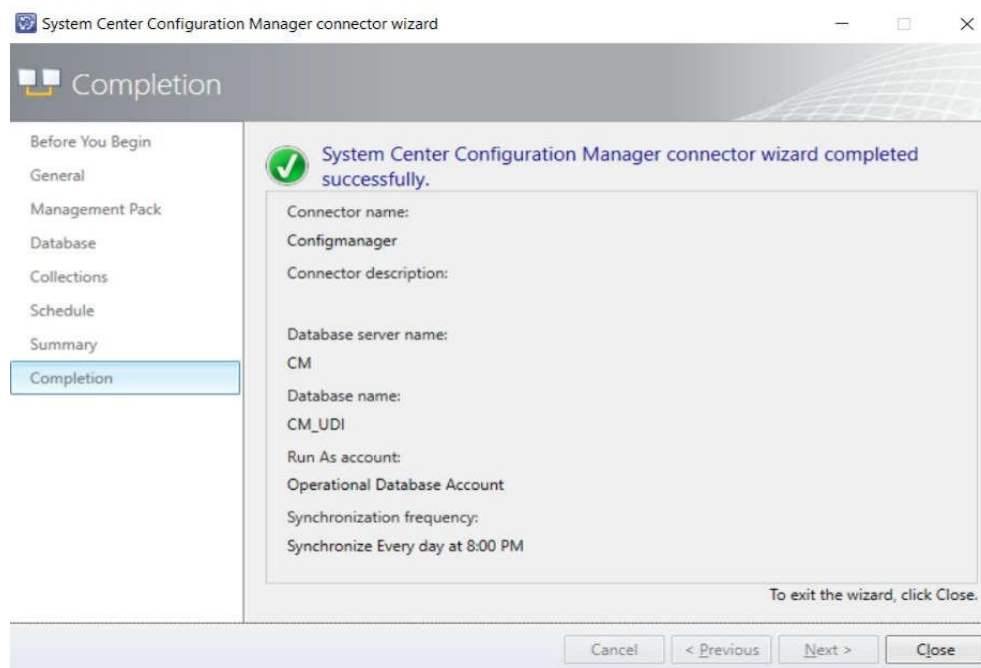 System Center Configuration Manager connector wizard
Completion
Before You Begin
General
Management Pack
Database
Collections
Schedule
Summary
Completion
System Center Configuration Manager connector wizard completed
successfully.
Connector name:
Configmanager
Connector description:
Database server name:
CM
Database name:
CM_UDI
Run As account:
Operational Database Account
Synchronization frequency:
Synchronize Every day at 8:00 PM
To exit the wizard, click Close.
Cancel
< Previous
Next >
Close